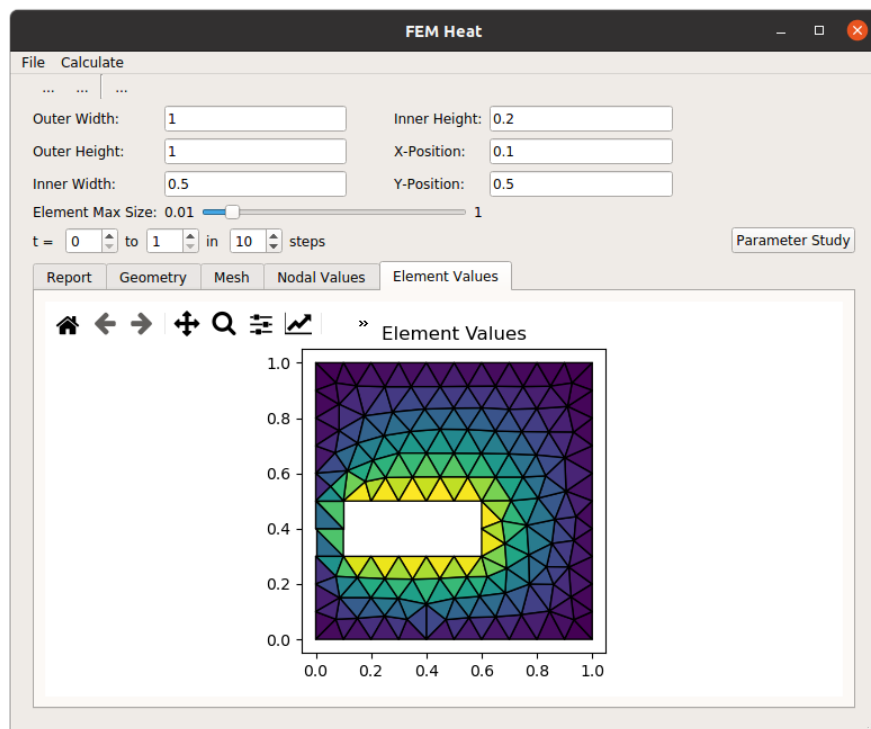 FEM Heat
File Calculate
... ... ...
Outer Width: 1 Inner Height: 0.2
Outer Height: 1 X-Position: 0.1
Inner Width: 0.5 Y-Position: 0.5
Element Max Size: 0.01 1
t = 0 to 1 in 10 steps Parameter Study
Report Geometry Mesh Nodal Values Element Values
»
Element Values
1.0
0.8
0.6
0.4
0.2
0.0
0.0 0.2 0.4 0.6 0.8 1.0